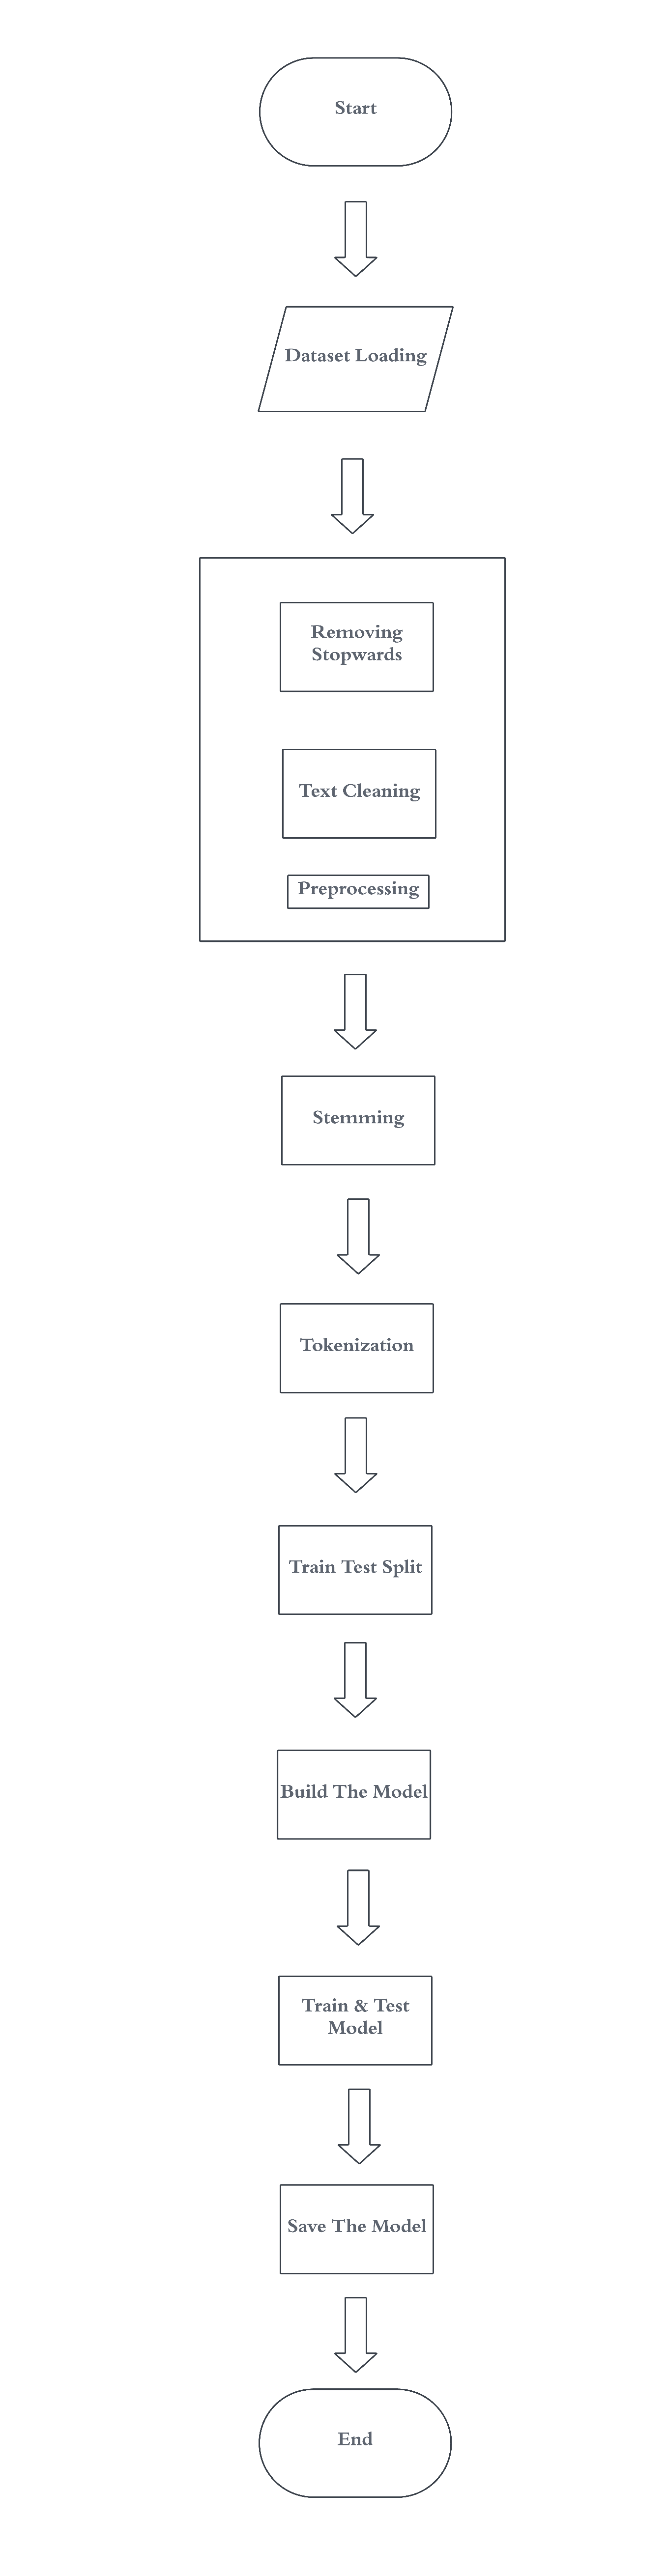 Start
Dataset Loading
Removing
Stopwards
Text Cleaning
Preprocessing
Stemming
Tokenization
Train Test Split
Build The Model
Train & Test
Model
Save The Model
End